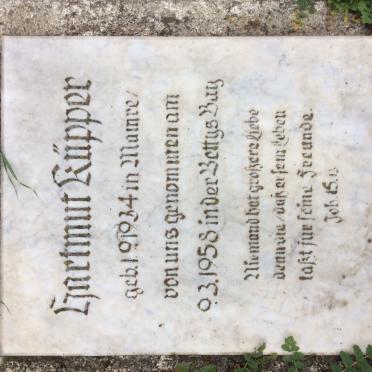 Hartmut Küpper
geb. 1.9.1934 in Mamre/
von uns genommen am
9.3.1958 in der Bettys Bay
Niemand hat größere Liebe
denn die/daß er sein Leben
läßt für seine Freunde.
Joh. 15.13